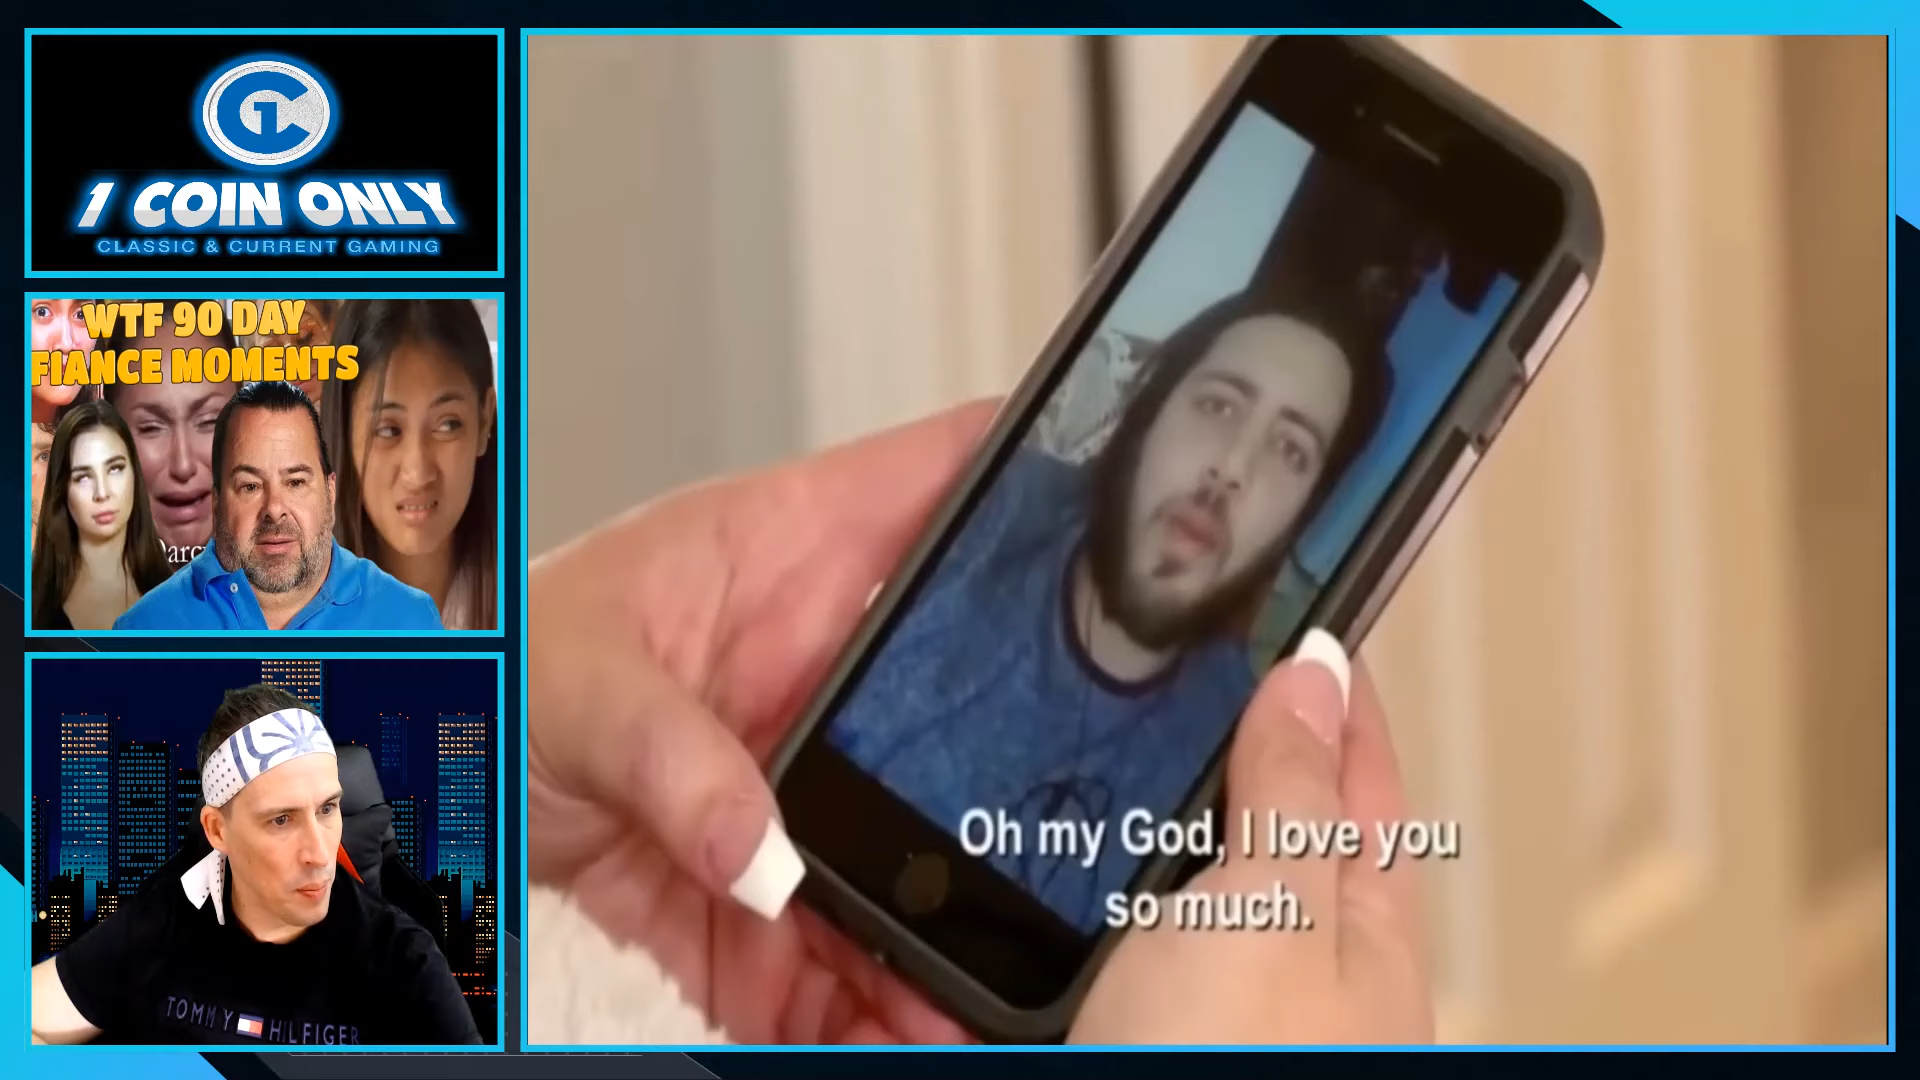 1 COIN ONLY
CLASSIC & CURRENT GAMING
WTF 90 DAY
FIANCE MOMENTS
Darcy
TOMMY HILFIGER
Oh my God, I love you
so much.